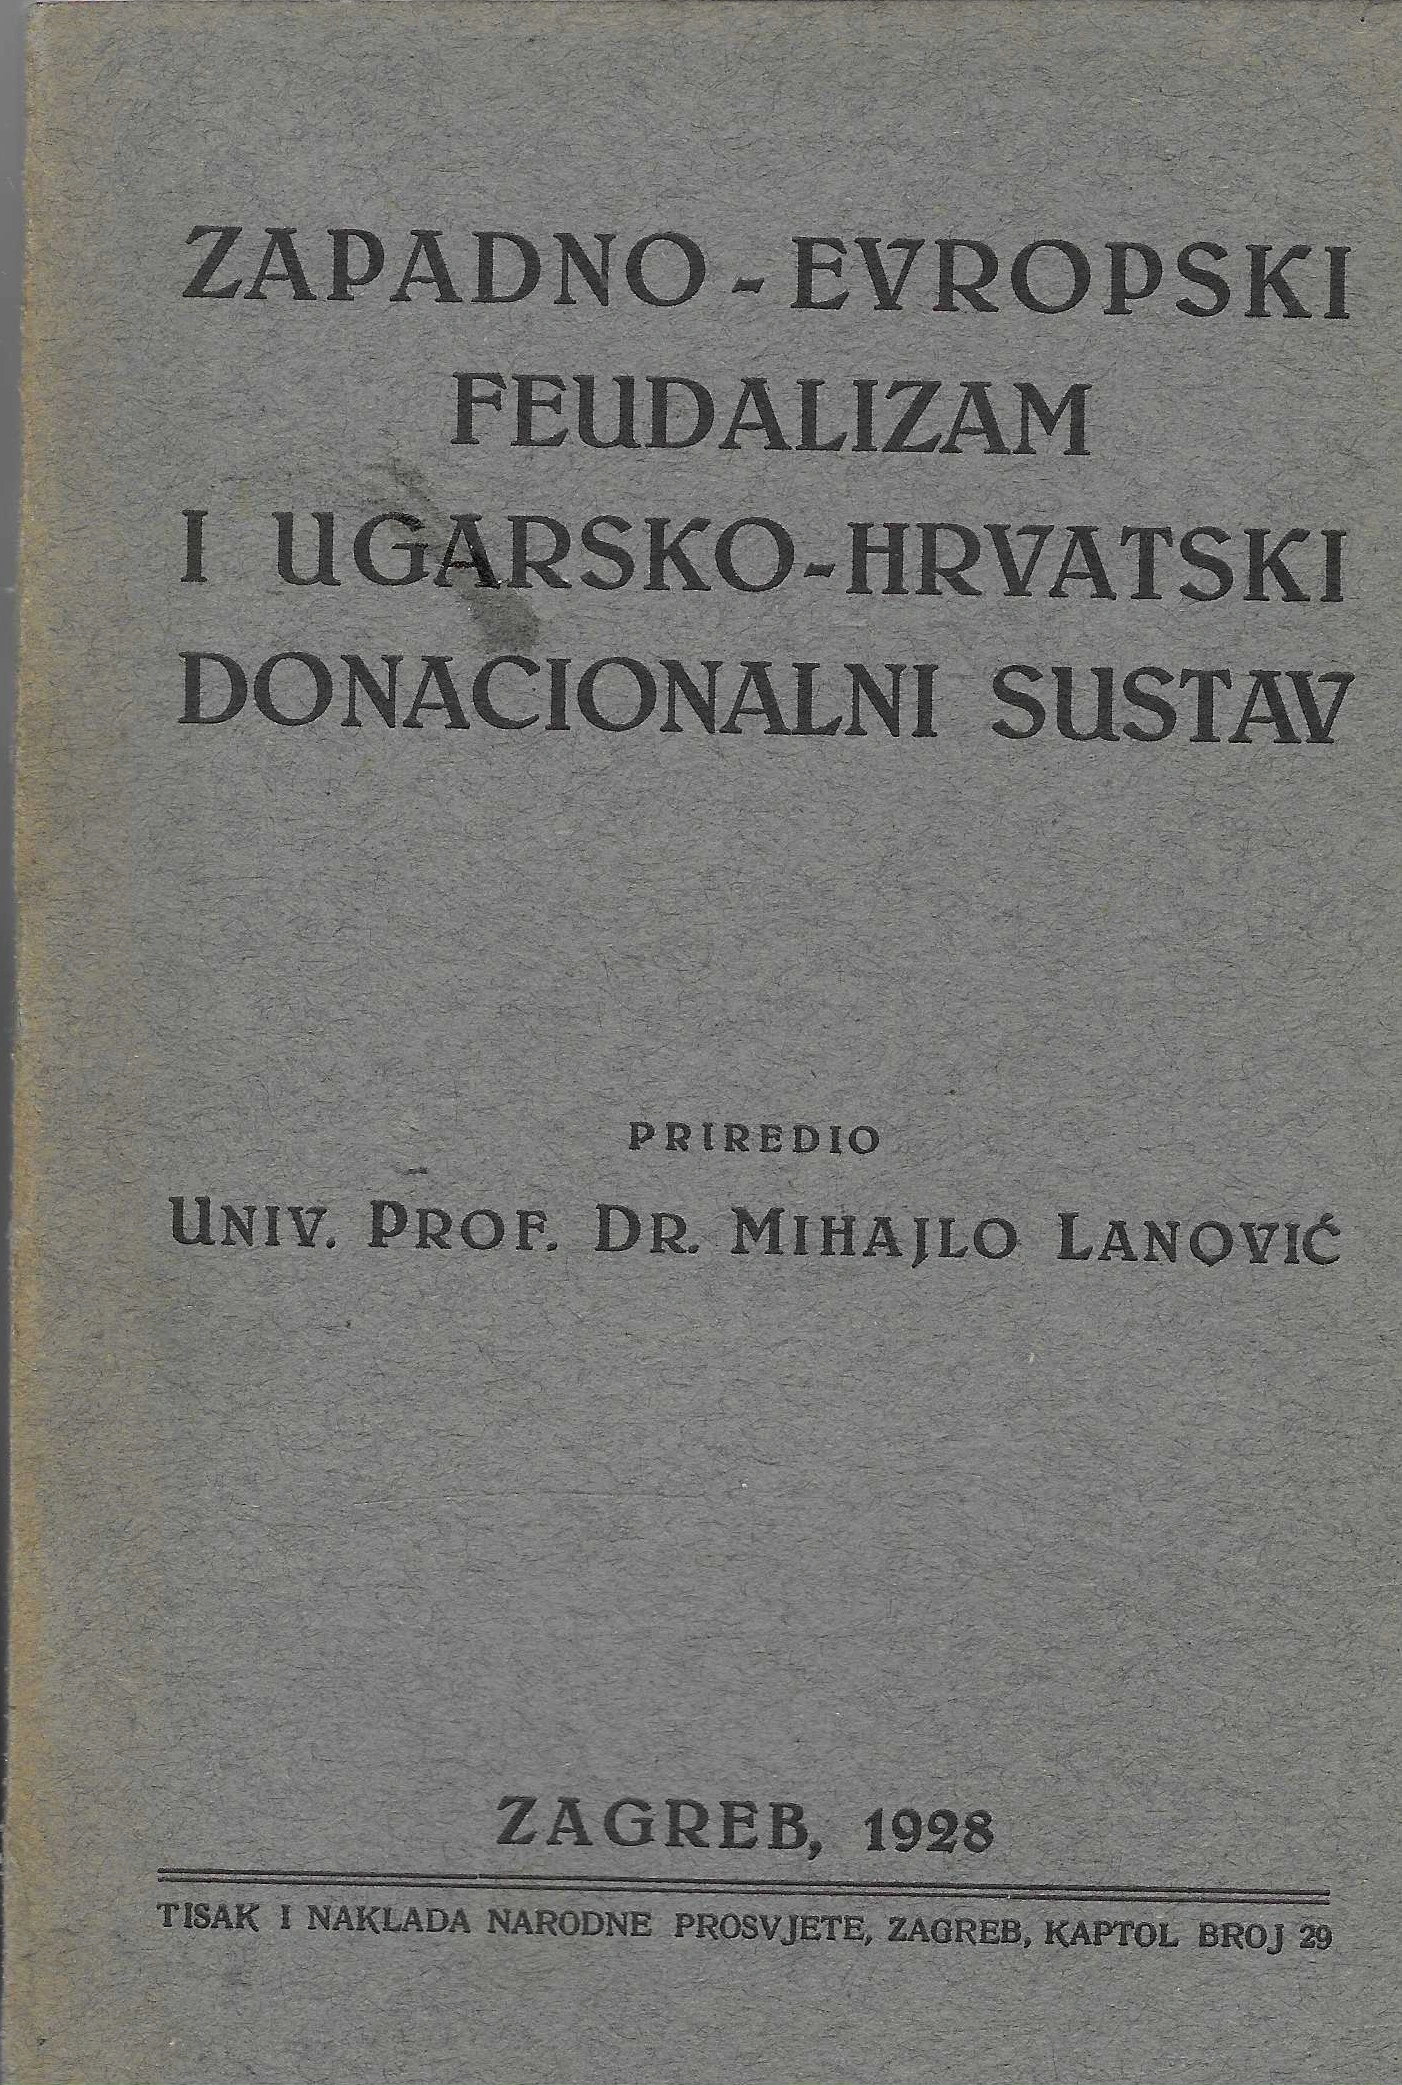 ZAPADNO-EVROPSKI
FEUDALIZAM
I UGARSKO-HRVATSKI
DONACIONALNI SUSTAV
PRIREDIO
UNIV. PROF. DR. MIHAJLO LANOVIĆ
ZAGREB, 1928
TISAK I NAKLADA NARODNE PROSVJETE, ZAGREB, KAPTOL BROJ 29